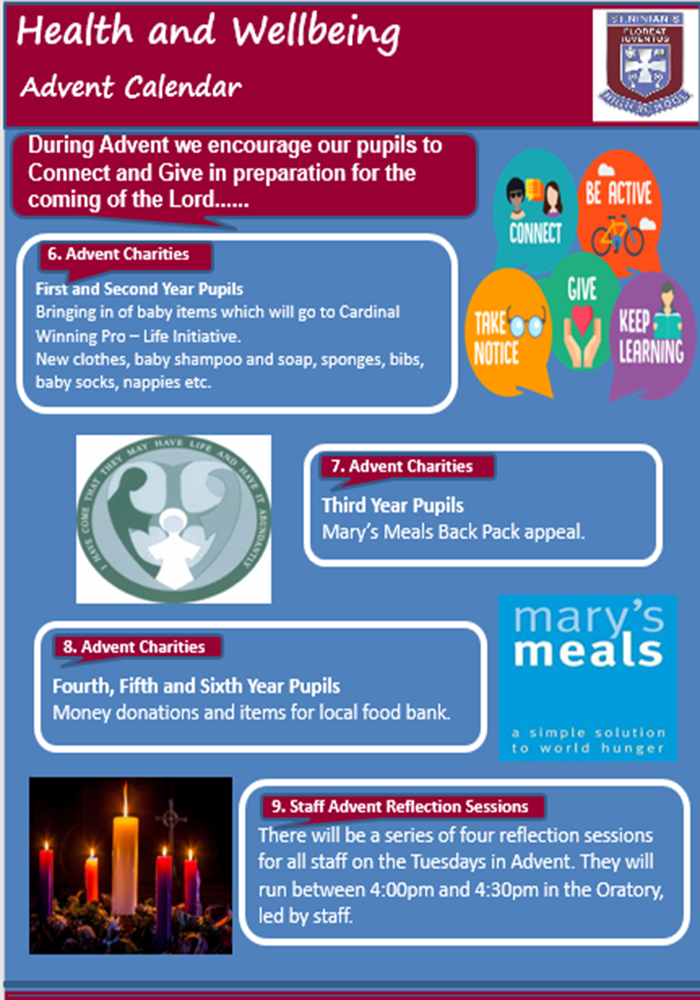 Health and Wellbeing
Advent Calendar
ST.NINIAN'S
FLOREAT
IUVENTUS
HIGH SCHOOL
During Advent we encourage our pupils to
Connect and Give in preparation for the
coming of the Lord......
CONNECT
BE ACTIVE
TAKE
NOTICE
GIVE
KEEP
LEARNING
6. Advent Charities
First and Second Year Pupils
Bringing in of baby items which will go to Cardinal
Winning Pro – Life Initiative.
New clothes, baby shampoo and soap, sponges, bibs,
baby socks, nappies etc.
I HAVE COME THAT THEY MAY HAVE LIFE AND HAVE IT ABUNDANTLY
7. Advent Charities
Third Year Pupils
Mary's Meals Back Pack appeal.
mary's
meals
a simple solution
to world hunger
8. Advent Charities
Fourth, Fifth and Sixth Year Pupils
Money donations and items for local food bank.
9. Staff Advent Reflection Sessions
There will be a series of four reflection sessions
for all staff on the Tuesdays in Advent. They will
run between 4:00pm and 4:30pm in the Oratory,
led by staff.